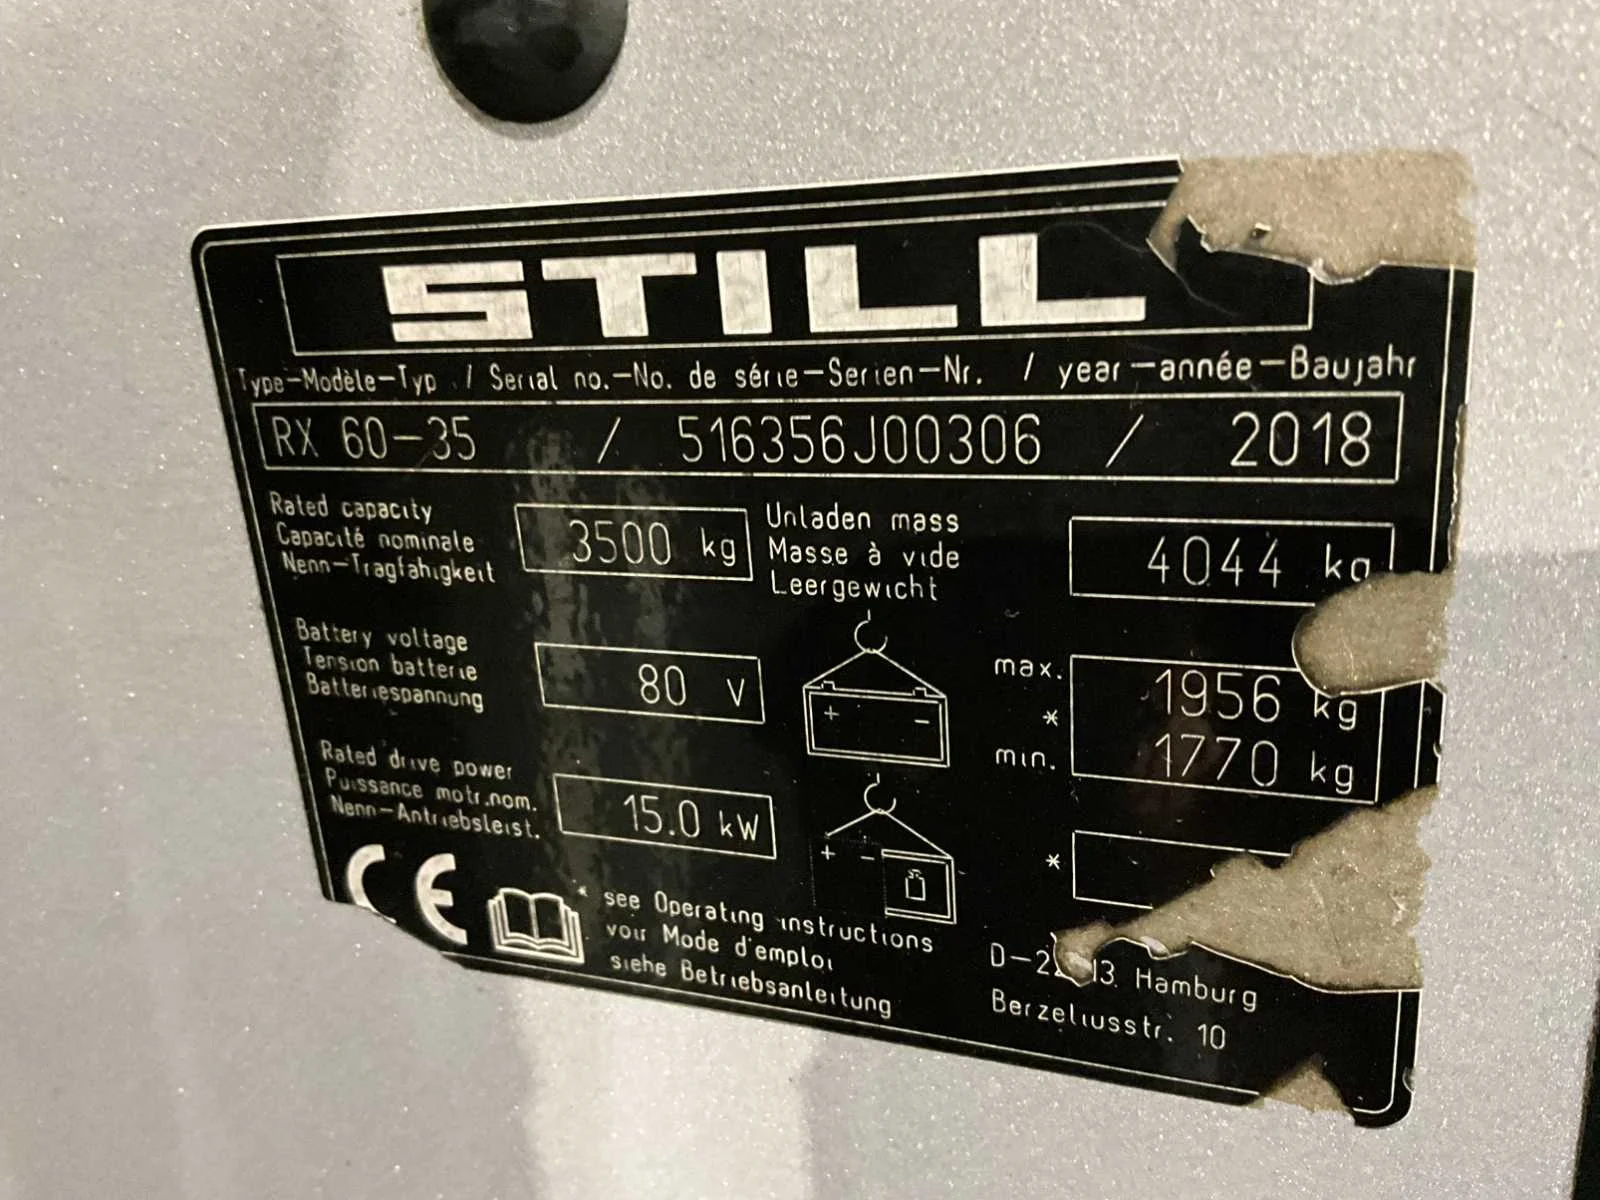 STILL
Type-Modèle-Typ / Serial no.-No. de série-Serien-Nr. / year-année-Baujahr
RX 60-35 / 516356J00306 / 2018
Rated capacity
Capacité nominale
Nenn-Tragfähigkeit
3500 kg
Unladen mass
Masse à vide
Leergewicht
4044 kg
Battery voltage
Tension batterie
Batteriespannung
80 V
+ -
max. 1956 kg
*
min. 1770 kg
Rated drive power
Puissance motr.nom.
Nenn-Antriebsleist.
15.0 kW
+ -
*
CE
* see Operating instructions
voir Mode d'emploi
siehe Betriebsanleitung
Hamburg
Berzeliusstr. 10